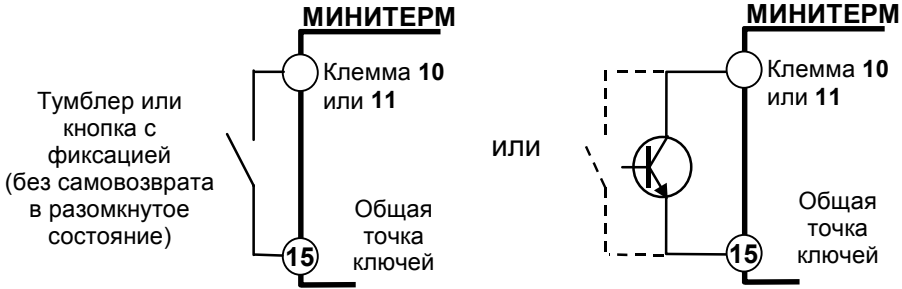 МИНИТЕРМ
Клемма 10
или 11
Тумблер или
кнопка с
фиксацией
(без самовозврата
в разомкнутое
состояние)
Общая
точка
ключей
15
или
МИНИТЕРМ
Клемма 10
или 11
Общая
точка
ключей
15